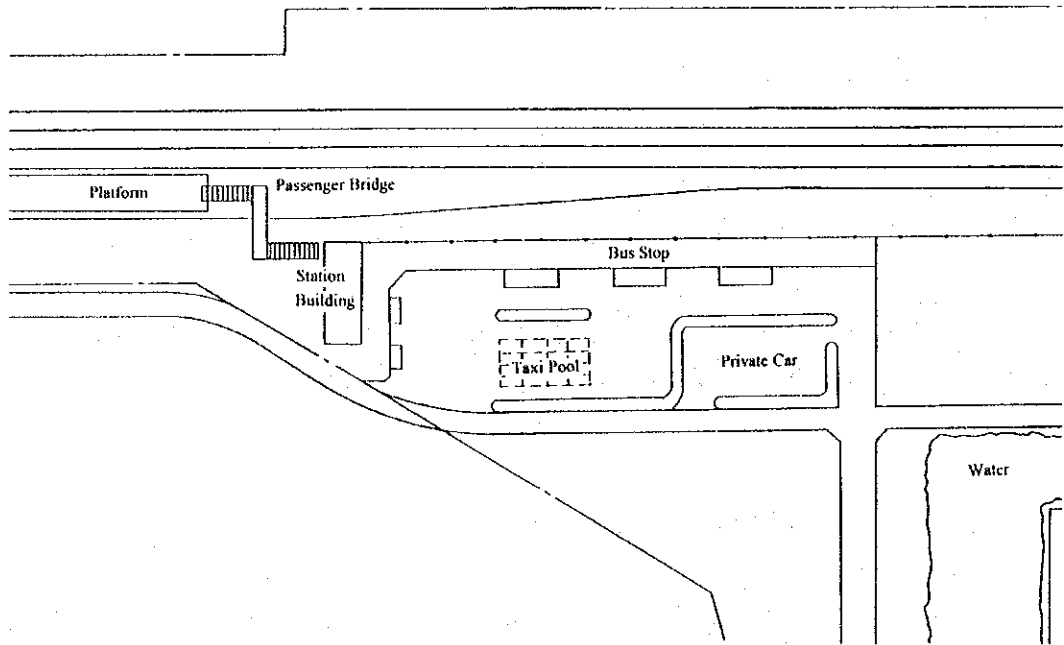 Platform
Passenger Bridge
Station
Building
Bus Stop
Taxi Pool
Private Car
Water